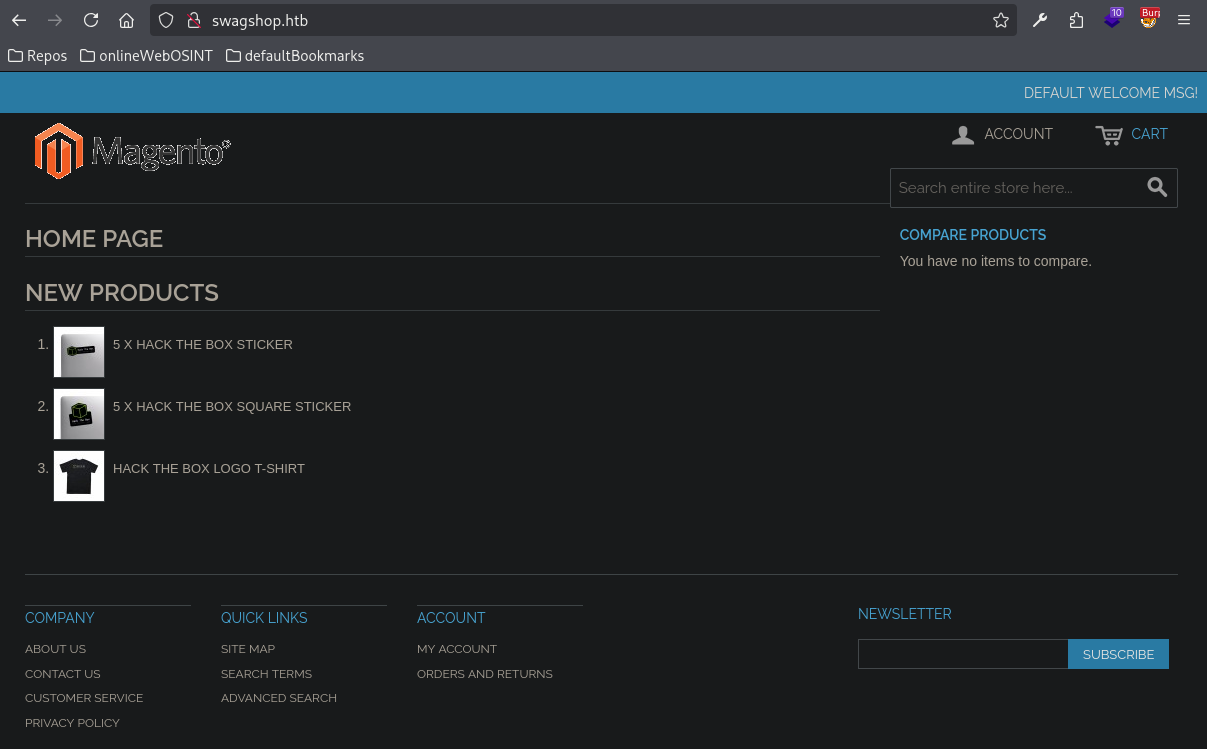 swagshop.htb
10
Burp
Repos onlineWebOSINT defaultBookmarks
DEFAULT WELCOME MSG!
Magento®
ACCOUNT CART
Search entire store here...
HOME PAGE
COMPARE PRODUCTS
You have no items to compare.
NEW PRODUCTS
1. 5 X HACK THE BOX STICKER
2. 5 X HACK THE BOX SQUARE STICKER
3. HACK THE BOX LOGO T-SHIRT
COMPANY
ABOUT US
CONTACT US
CUSTOMER SERVICE
PRIVACY POLICY
QUICK LINKS
SITE MAP
SEARCH TERMS
ADVANCED SEARCH
ACCOUNT
MY ACCOUNT
ORDERS AND RETURNS
NEWSLETTER
SUBSCRIBE